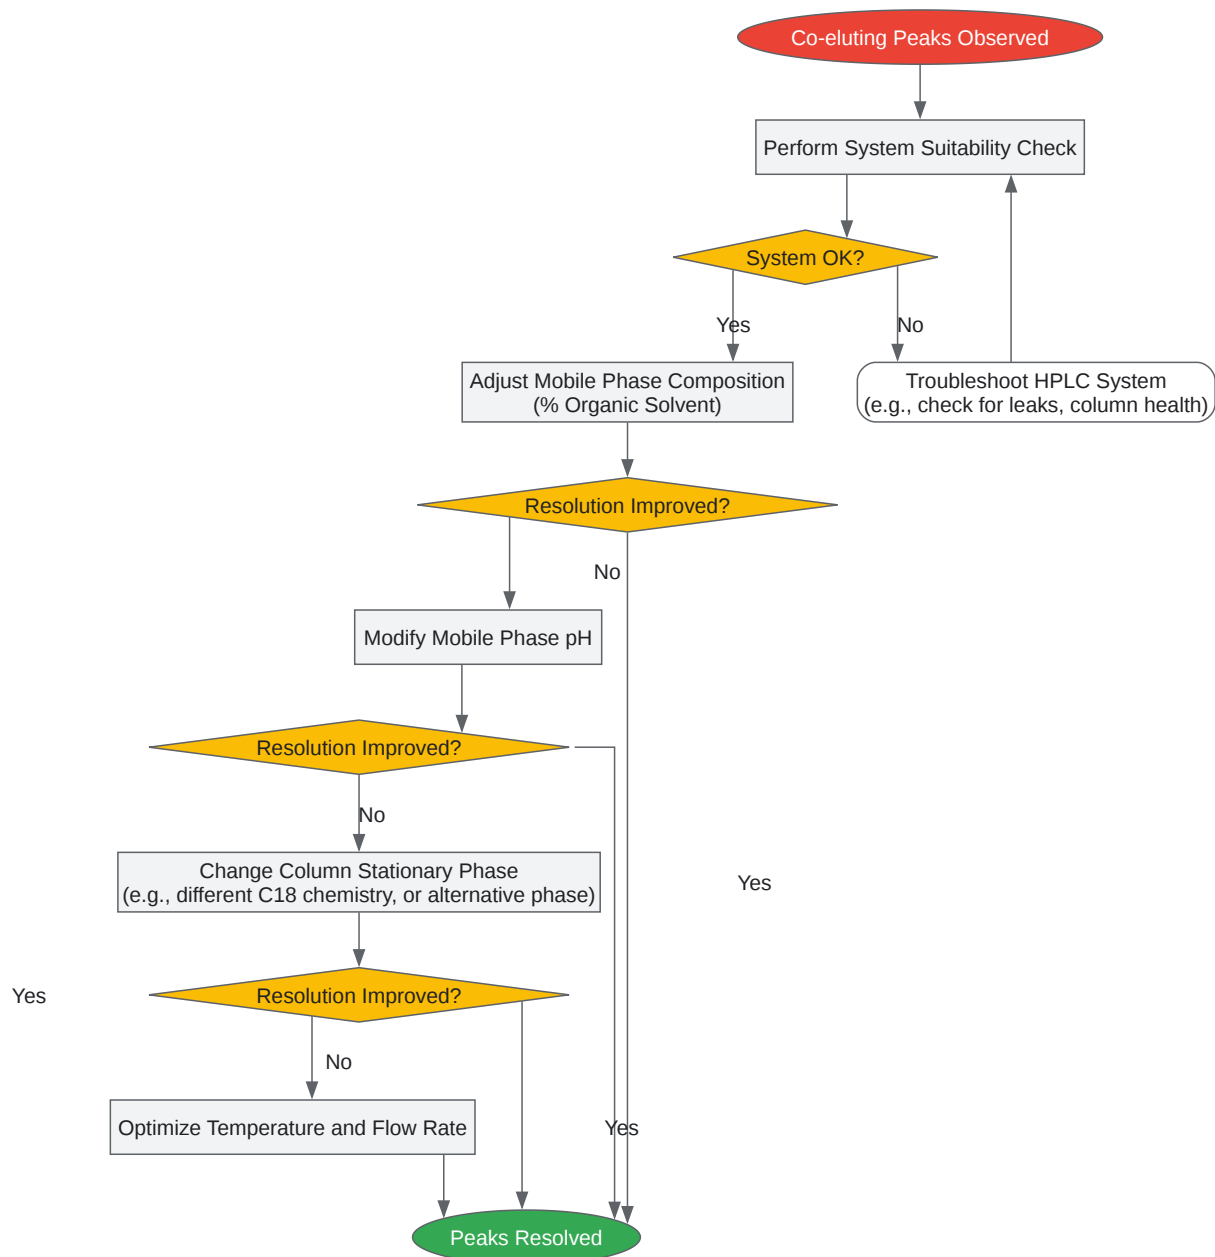 Co-eluting Peaks Observed
Perform System Suitability Check
System OK?
Yes
No
Adjust Mobile Phase Composition
(% Organic Solvent)
Troubleshoot HPLC System
(e.g., check for leaks, column health)
Resolution Improved?
No
Modify Mobile Phase pH
Resolution Improved?
No
Change Column Stationary Phase
(e.g., different C18 chemistry, or alternative phase)
Yes
Resolution Improved?
Yes
No
Optimize Temperature and Flow Rate
Yes
Peaks Resolved